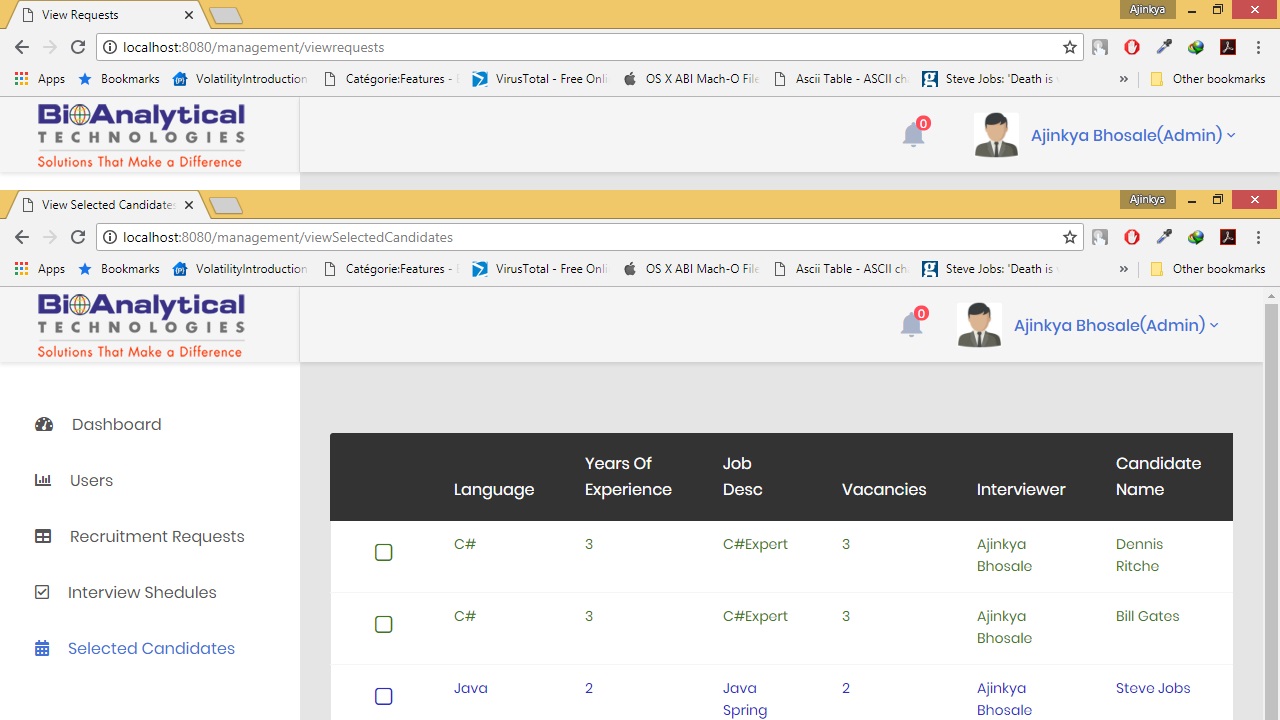 View Requests
Ajinkya
localhost:8080/management/viewrequests
Apps Bookmarks VolatilityIntroduction Catégorie:Features - VirusTotal - Free Onli OS X ABI Mach-O File Ascii Table - ASCII ch Steve Jobs: 'Death is » Other bookmarks
BioAnalytical
TECHNOLOGIES
Solutions That Make a Difference
0
Ajinkya Bhosale(Admin)
View Selected Candidates
Ajinkya
localhost:8080/management/viewSelectedCandidates
Apps Bookmarks VolatilityIntroduction Catégorie:Features - VirusTotal - Free Onli OS X ABI Mach-O File Ascii Table - ASCII ch Steve Jobs: 'Death is » Other bookmarks
BioAnalytical
TECHNOLOGIES
Solutions That Make a Difference
0
Ajinkya Bhosale(Admin)
Dashboard
Users
Recruitment Requests
Interview Shedules
Selected Candidates
Language Years Of Experience Job Desc Vacancies Interviewer Candidate Name
C# 3 C#Expert 3 Ajinkya Bhosale Dennis Ritche
C# 3 C#Expert 3 Ajinkya Bhosale Bill Gates
Java 2 Java Spring 2 Ajinkya Bhosale Steve Jobs